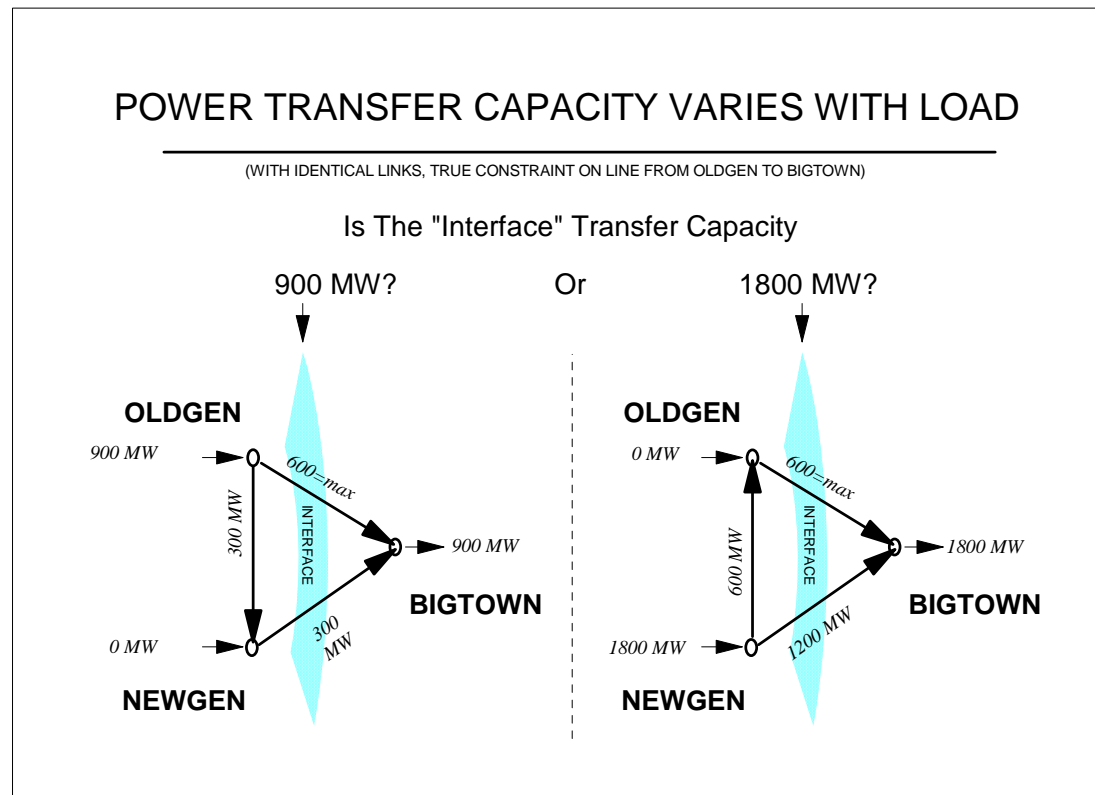 POWER TRANSFER CAPACITY VARIES WITH LOAD
(WITH IDENTICAL LINKS, TRUE CONSTRAINT ON LINE FROM OLDGEN TO BIGTOWN)
Is The "Interface" Transfer Capacity
900 MW? Or 1800 MW?
OLDGEN
900 MW
600=max
300 MW
INTERFACE
900 MW
BIGTOWN
0 MW
300
MW
NEWGEN
OLDGEN
0 MW
600=max
600 MW
INTERFACE
1800 MW
BIGTOWN
1800 MW
1200 MW
NEWGEN